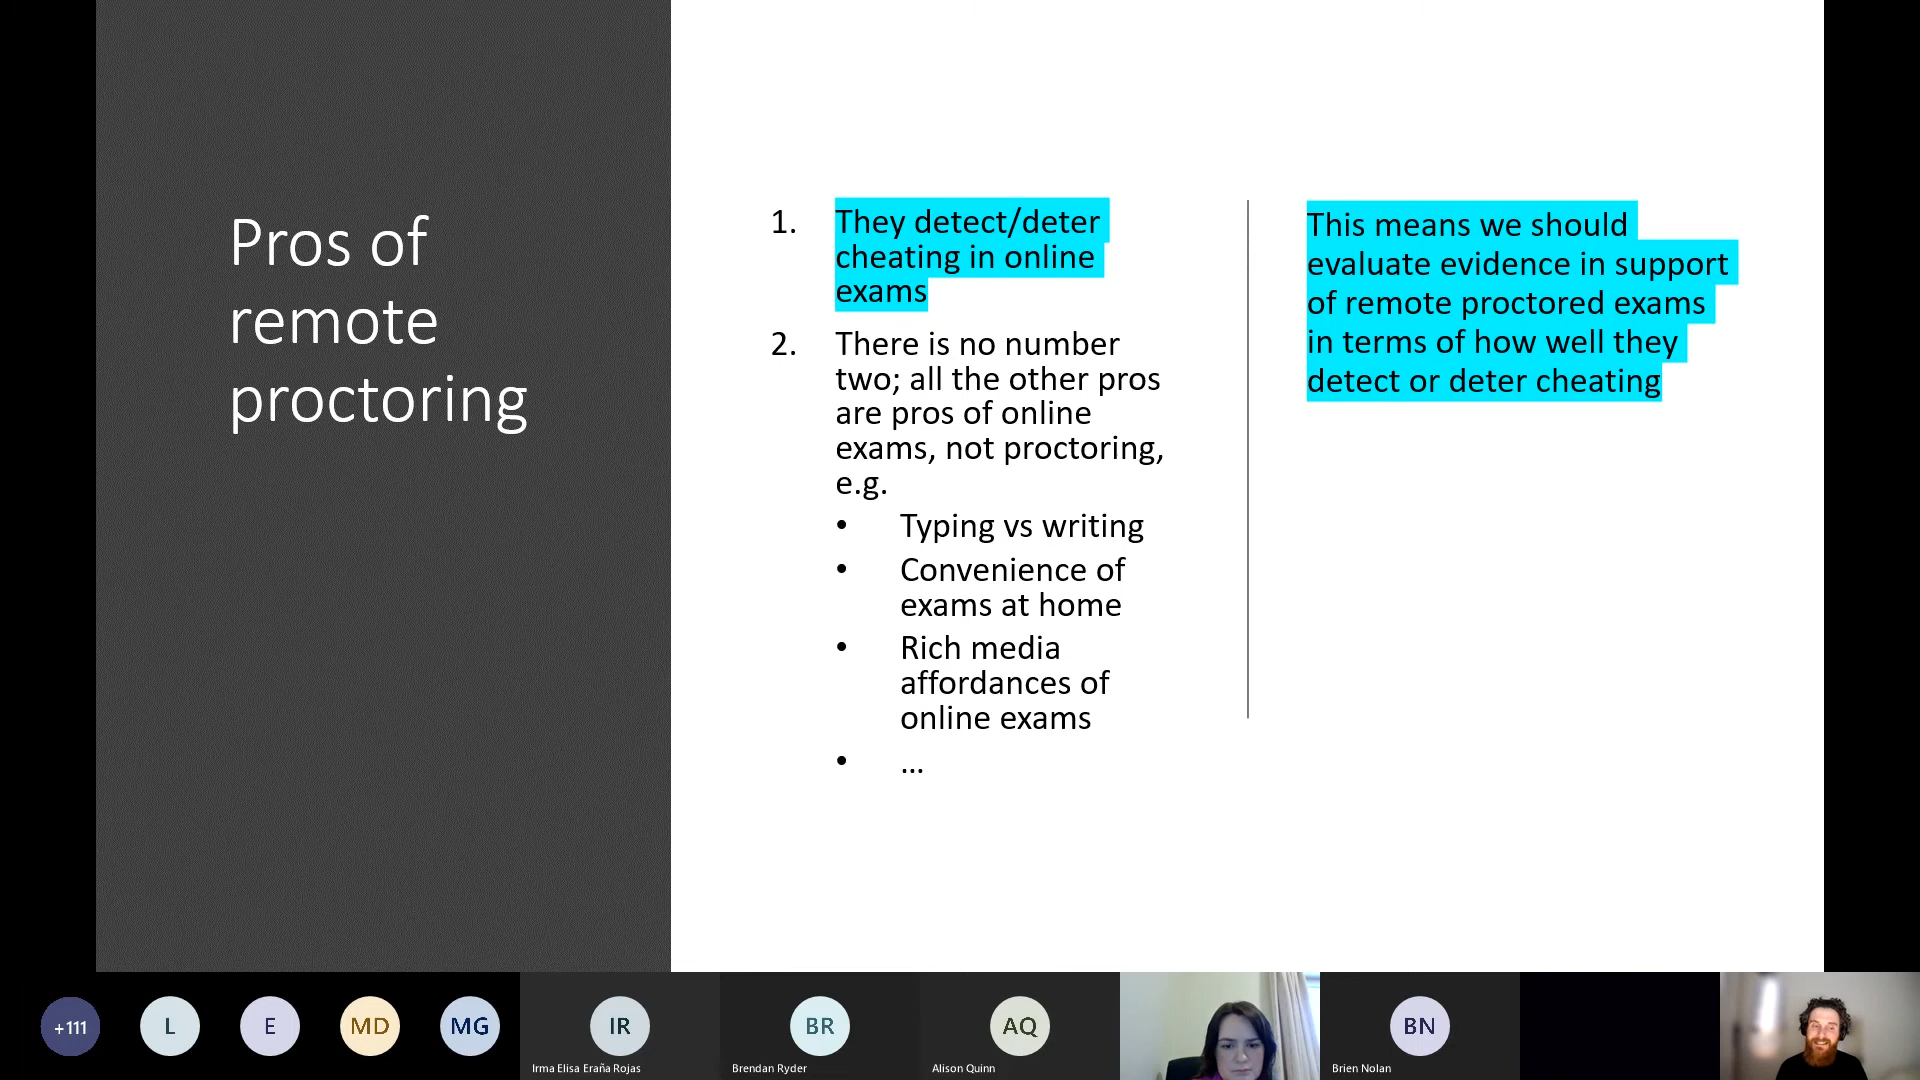 Pros of
remote
proctoring
1. They detect/deter
cheating in online
exams
2. There is no number
two; all the other pros
are pros of online
exams, not proctoring,
e.g.
• Typing vs writing
• Convenience of
exams at home
• Rich media
affordances of
online exams
• ...
This means we should
evaluate evidence in support
of remote proctored exams
in terms of how well they
detect or deter cheating
+111
L
E
MD
MG
IR
Irma Elisa Eraña Rojas
BR
Brendan Ryder
AQ
Alison Quinn
BN
Brien Nolan